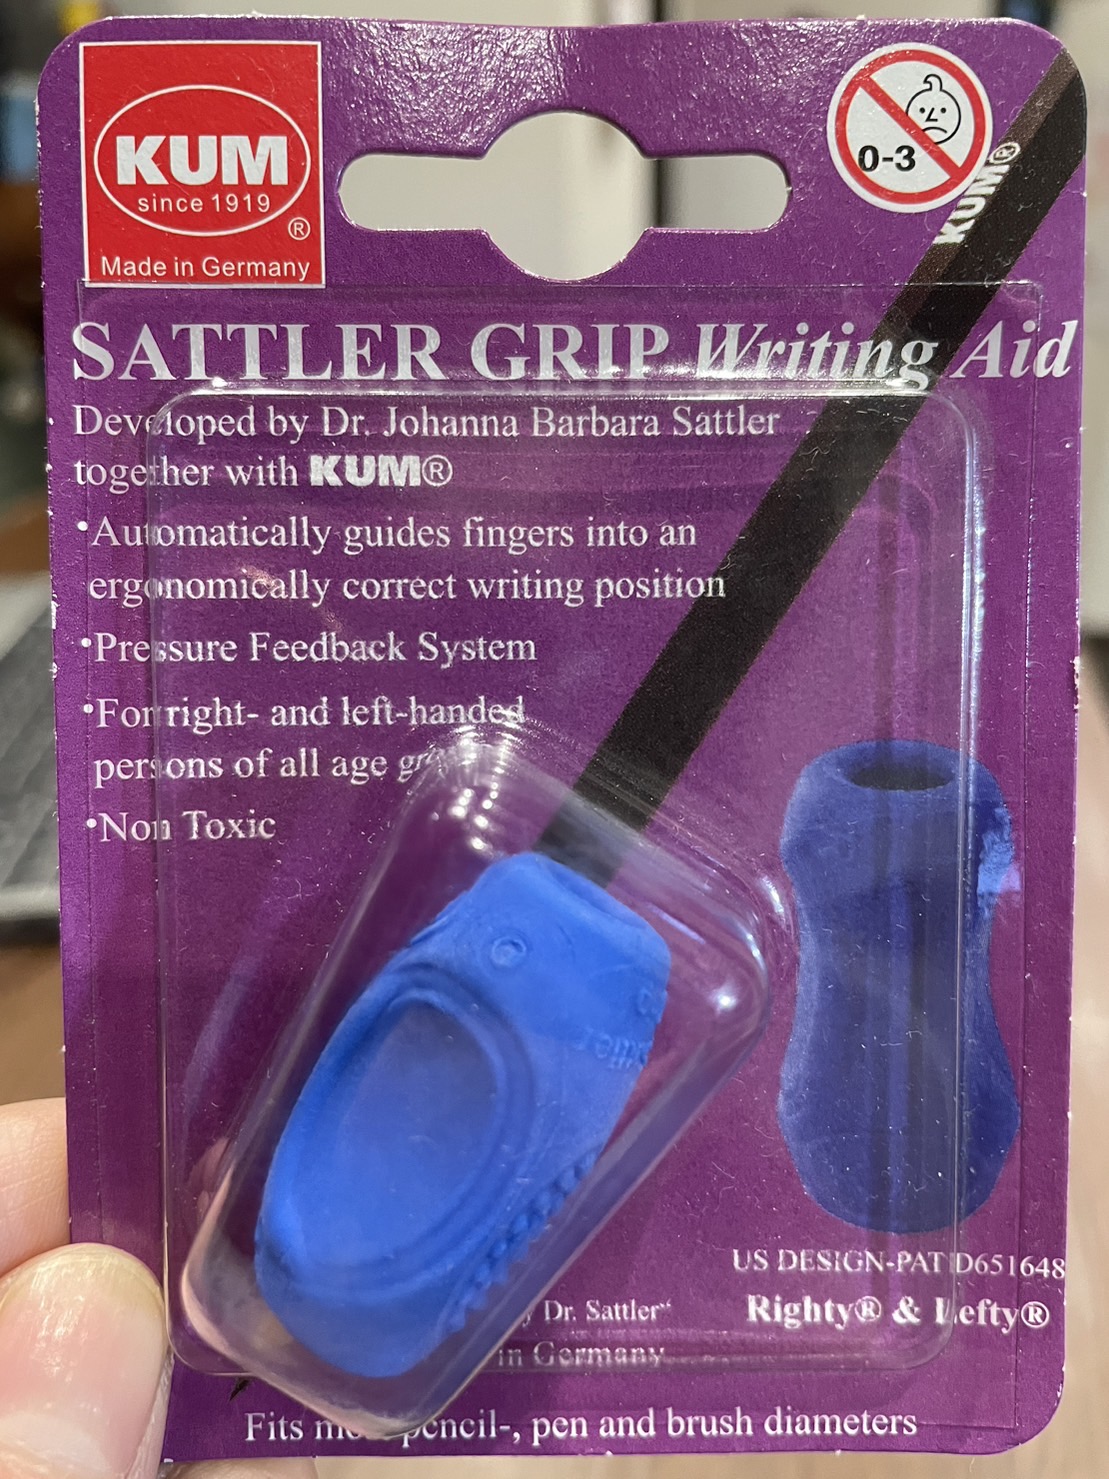 KUM
since 1919
®
Made in Germany
0-3
KUM®
SATTLER GRIP Writing Aid
Developed by Dr. Johanna Barbara Sattler
together with KUM®
•Automatically guides fingers into an
ergonomically correct writing position
•Pressure Feedback System
•For right- and left-handed
persons of all age
•Non Toxic
US DESIGN-PAT D651648
Dr. Sattler“
Righty® & Lefty®
in Germany
Fits pencil-, pen and brush diameters